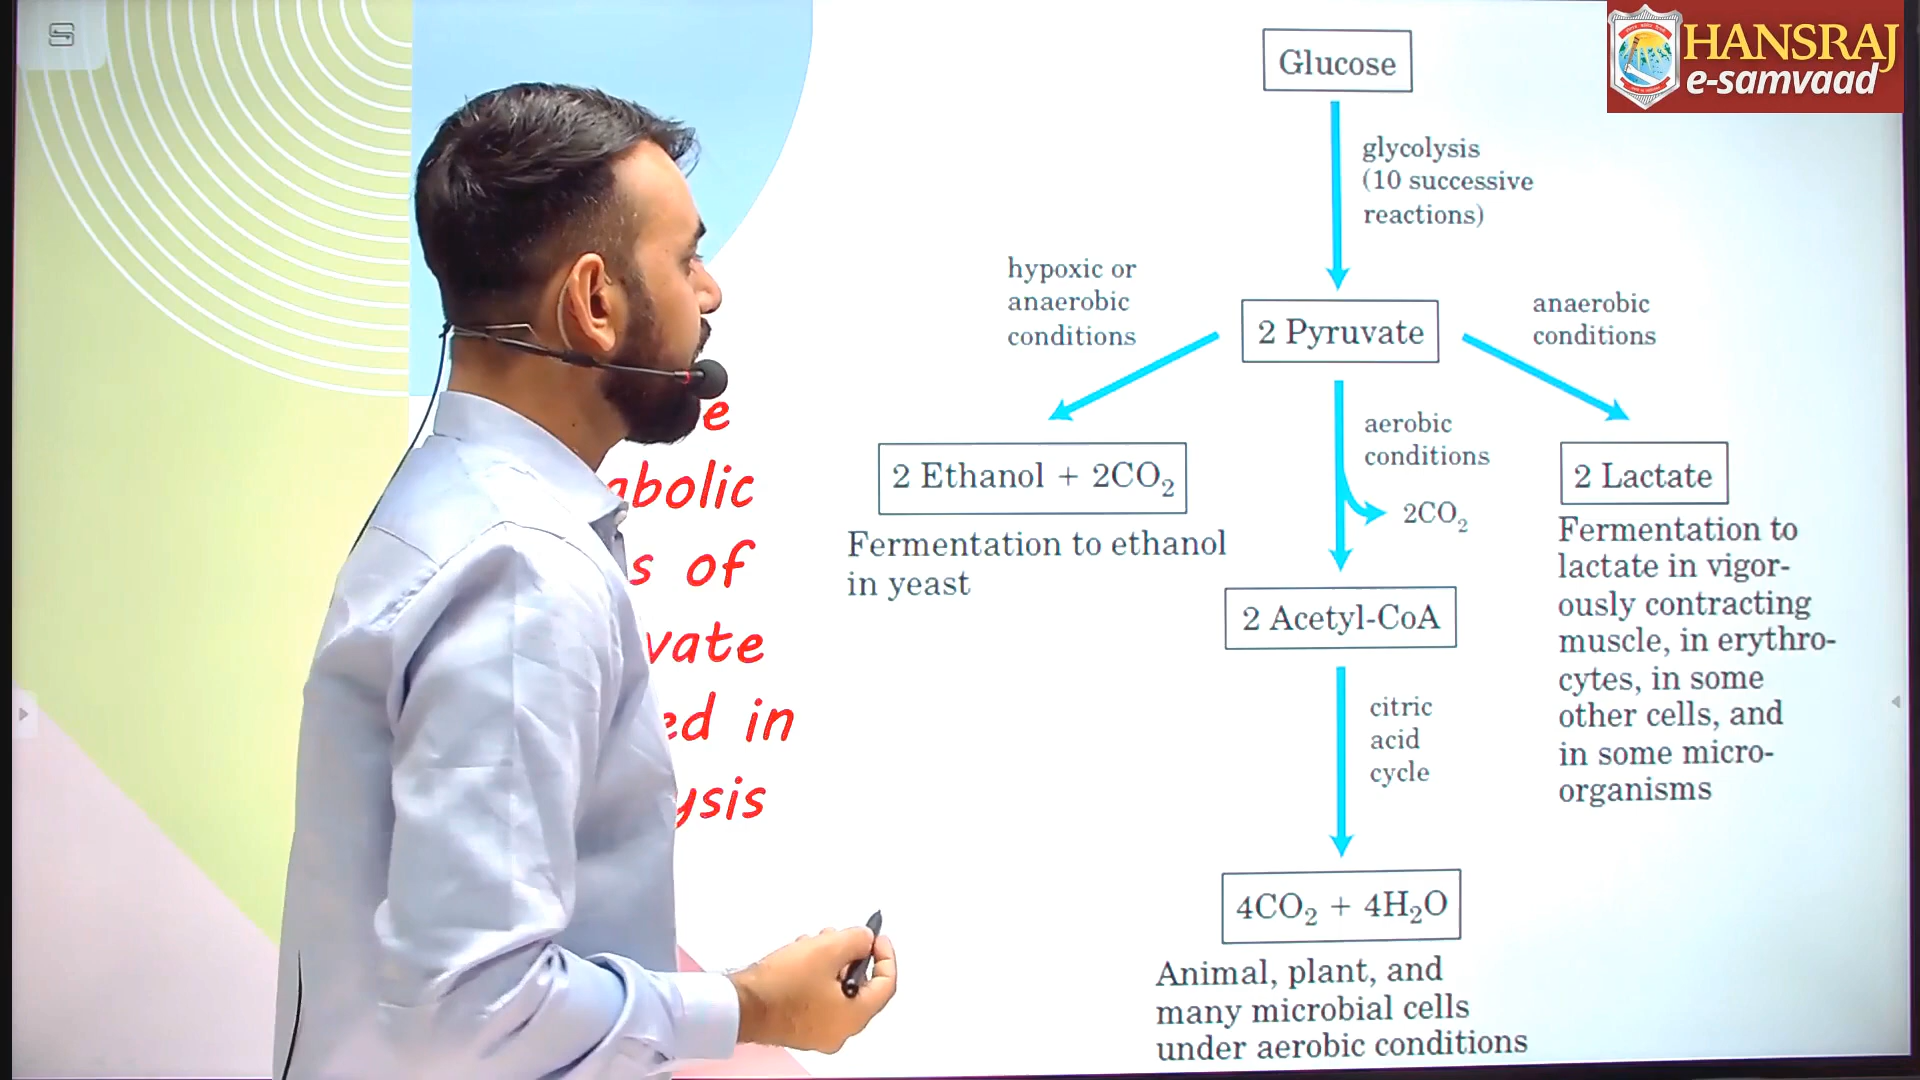 HANSRAJ
e-samvaad
Glucose
glycolysis
(10 successive
reactions)
hypoxic or
anaerobic
conditions
2 Pyruvate
anaerobic
conditions
aerobic
conditions
2 Ethanol + 2CO₂
2CO₂
2 Lactate
Fermentation to ethanol
in yeast
Fermentation to
lactate in vigor-
ously contracting
muscle, in erythro-
cytes, in some
other cells, and
in some micro-
organisms
2 Acetyl-CoA
citric
acid
cycle
4CO₂ + 4H₂O
Animal, plant, and
many microbial cells
under aerobic conditions
of
in